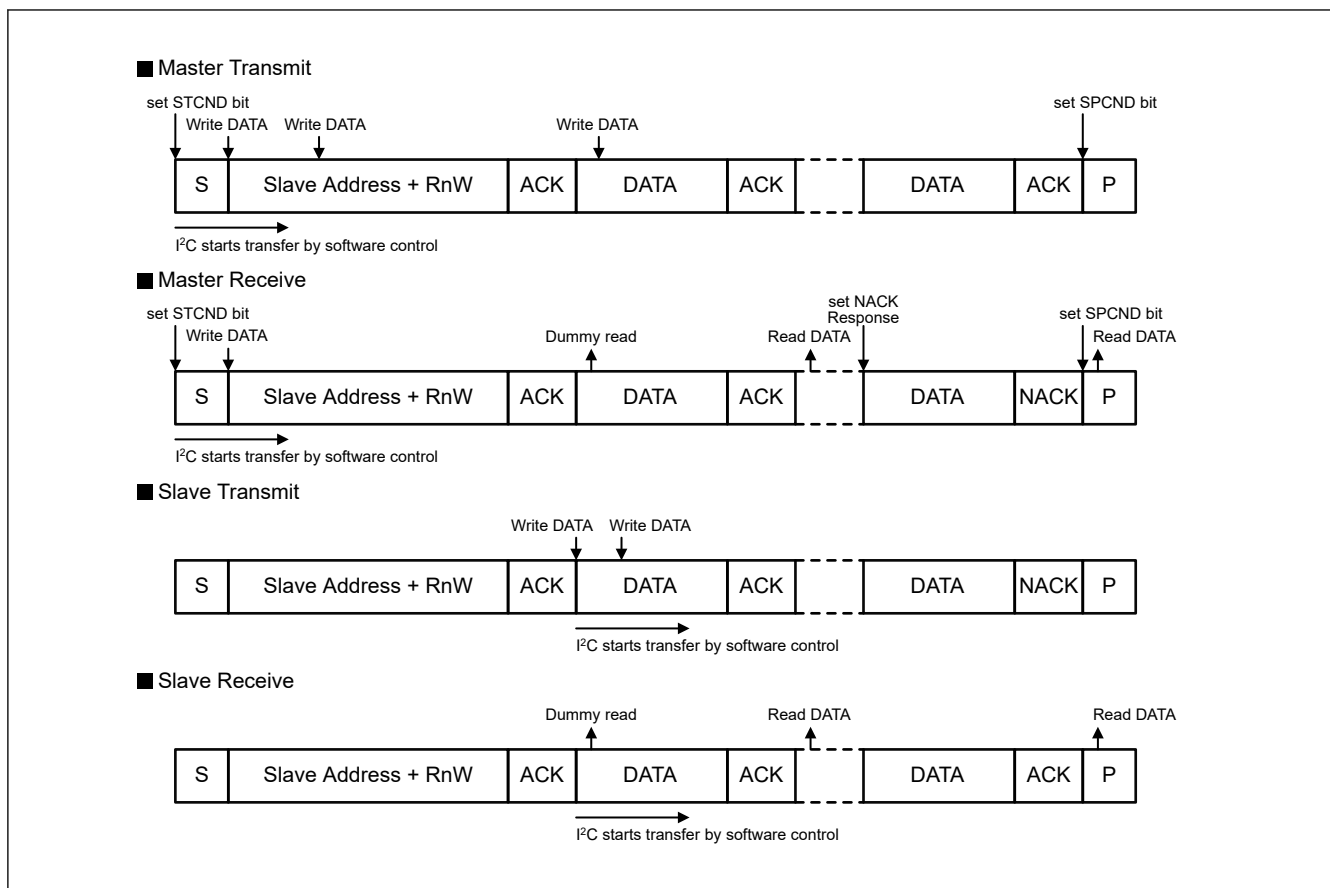 ■ Master Transmit
set STCND bit
set SPCND bit
Write DATA Write DATA Write DATA
S Slave Address + RnW ACK DATA ACK DATA ACK P
I²C starts transfer by software control
■ Master Receive
set STCND bit
set NACK
Response
set SPCND bit
Write DATA Dummy read Read DATA Read DATA
S Slave Address + RnW ACK DATA ACK DATA NACK P
I²C starts transfer by software control
■ Slave Transmit
Write DATA Write DATA
S Slave Address + RnW ACK DATA ACK DATA NACK P
I²C starts transfer by software control
■ Slave Receive
Dummy read Read DATA Read DATA
S Slave Address + RnW ACK DATA ACK DATA ACK P
I²C starts transfer by software control